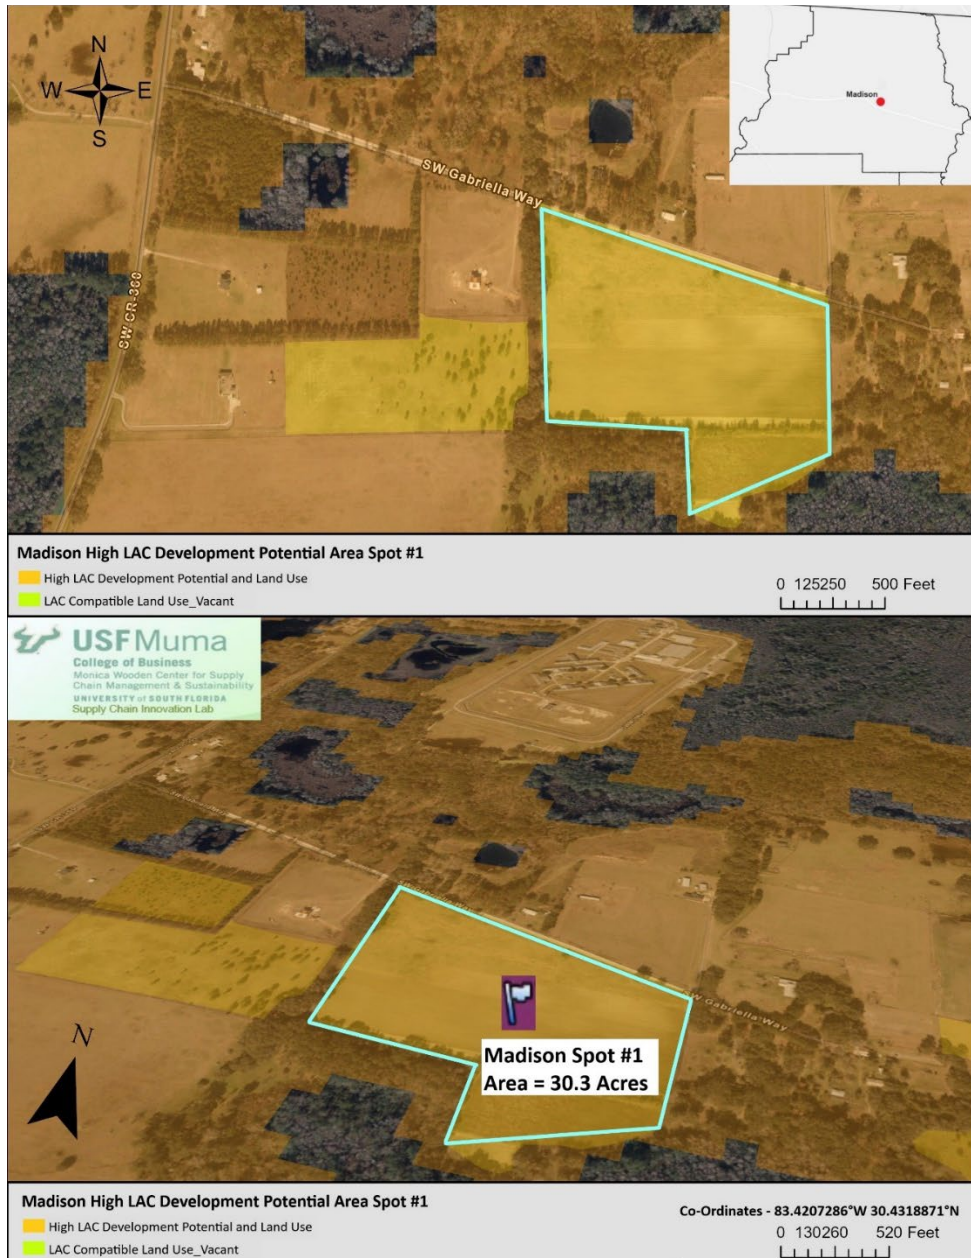 N
W E
S
Madison
SW Gabriella Way
SW CR-360
Madison High LAC Development Potential Area Spot #1
High LAC Development Potential and Land Use
LAC Compatible Land Use_Vacant
0 125250 500 Feet
USF Muma
College of Business
Monica Wooden Center for Supply
Chain Management & Sustainability
UNIVERSITY of SOUTH FLORIDA
Supply Chain Innovation Lab
SW Gabriella Way
Madison Spot #1
Area = 30.3 Acres
N
Madison High LAC Development Potential Area Spot #1
High LAC Development Potential and Land Use
LAC Compatible Land Use_Vacant
Co-Ordinates - 83.4207286°W 30.4318871°N
0 130260 520 Feet